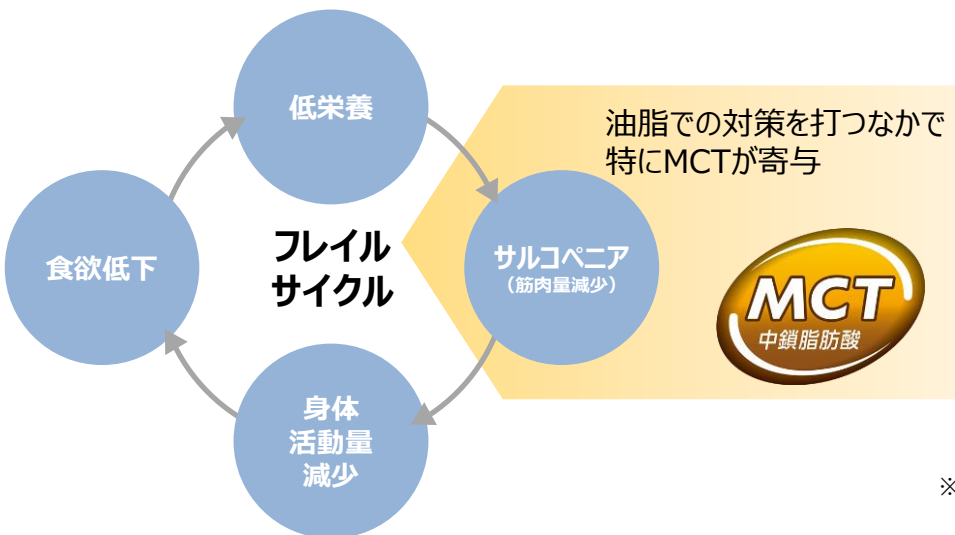 低栄養
油脂での対策を打つなかで
特にMCTが寄与
食欲低下
フレイル
サイクル
サルコペニア
（筋肉量減少）
MCT
中鎖脂肪酸
身体
活動量
減少
※